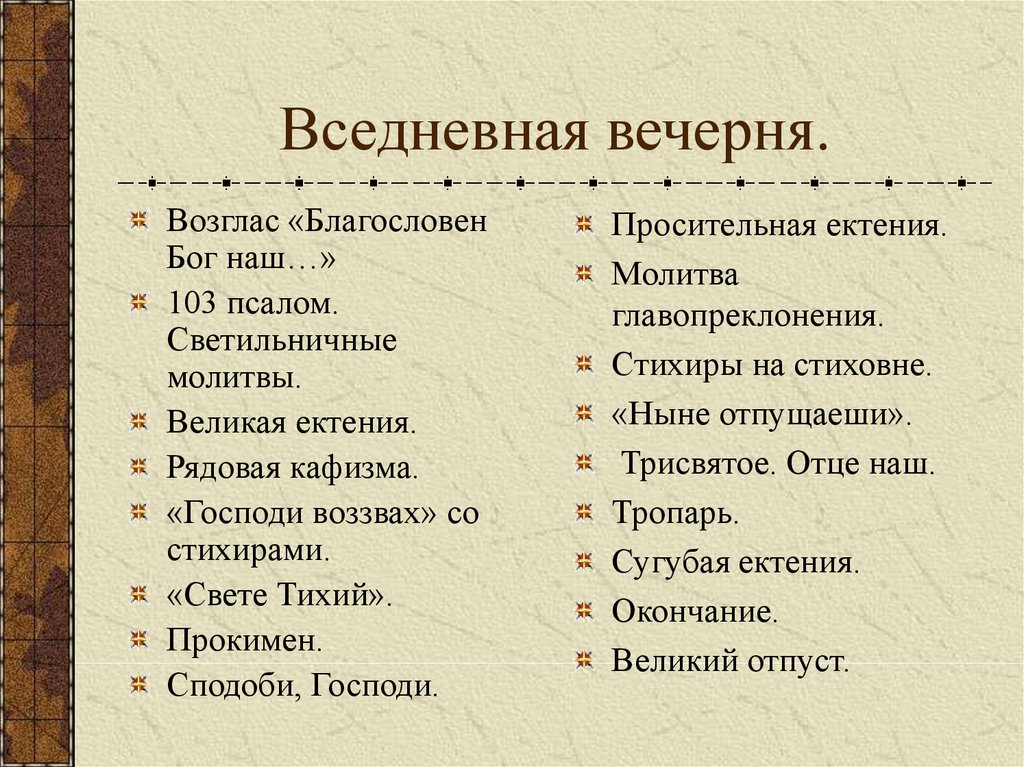 Вседневная вечерня.
Возглас «Благословен
Бог наш…»
103 псалом.
Светильничные
молитвы.
Великая ектения.
Рядовая кафизма.
«Господи воззвах» со
стихирами.
«Свете Тихий».
Прокимен.
Сподоби, Господи.
Просительная ектения.
Молитва
главопреклонения.
Стихиры на стиховне.
«Ныне отпущаеши».
Трисвятое. Отце наш.
Тропарь.
Сугубая ектения.
Окончание.
Великий отпуст.